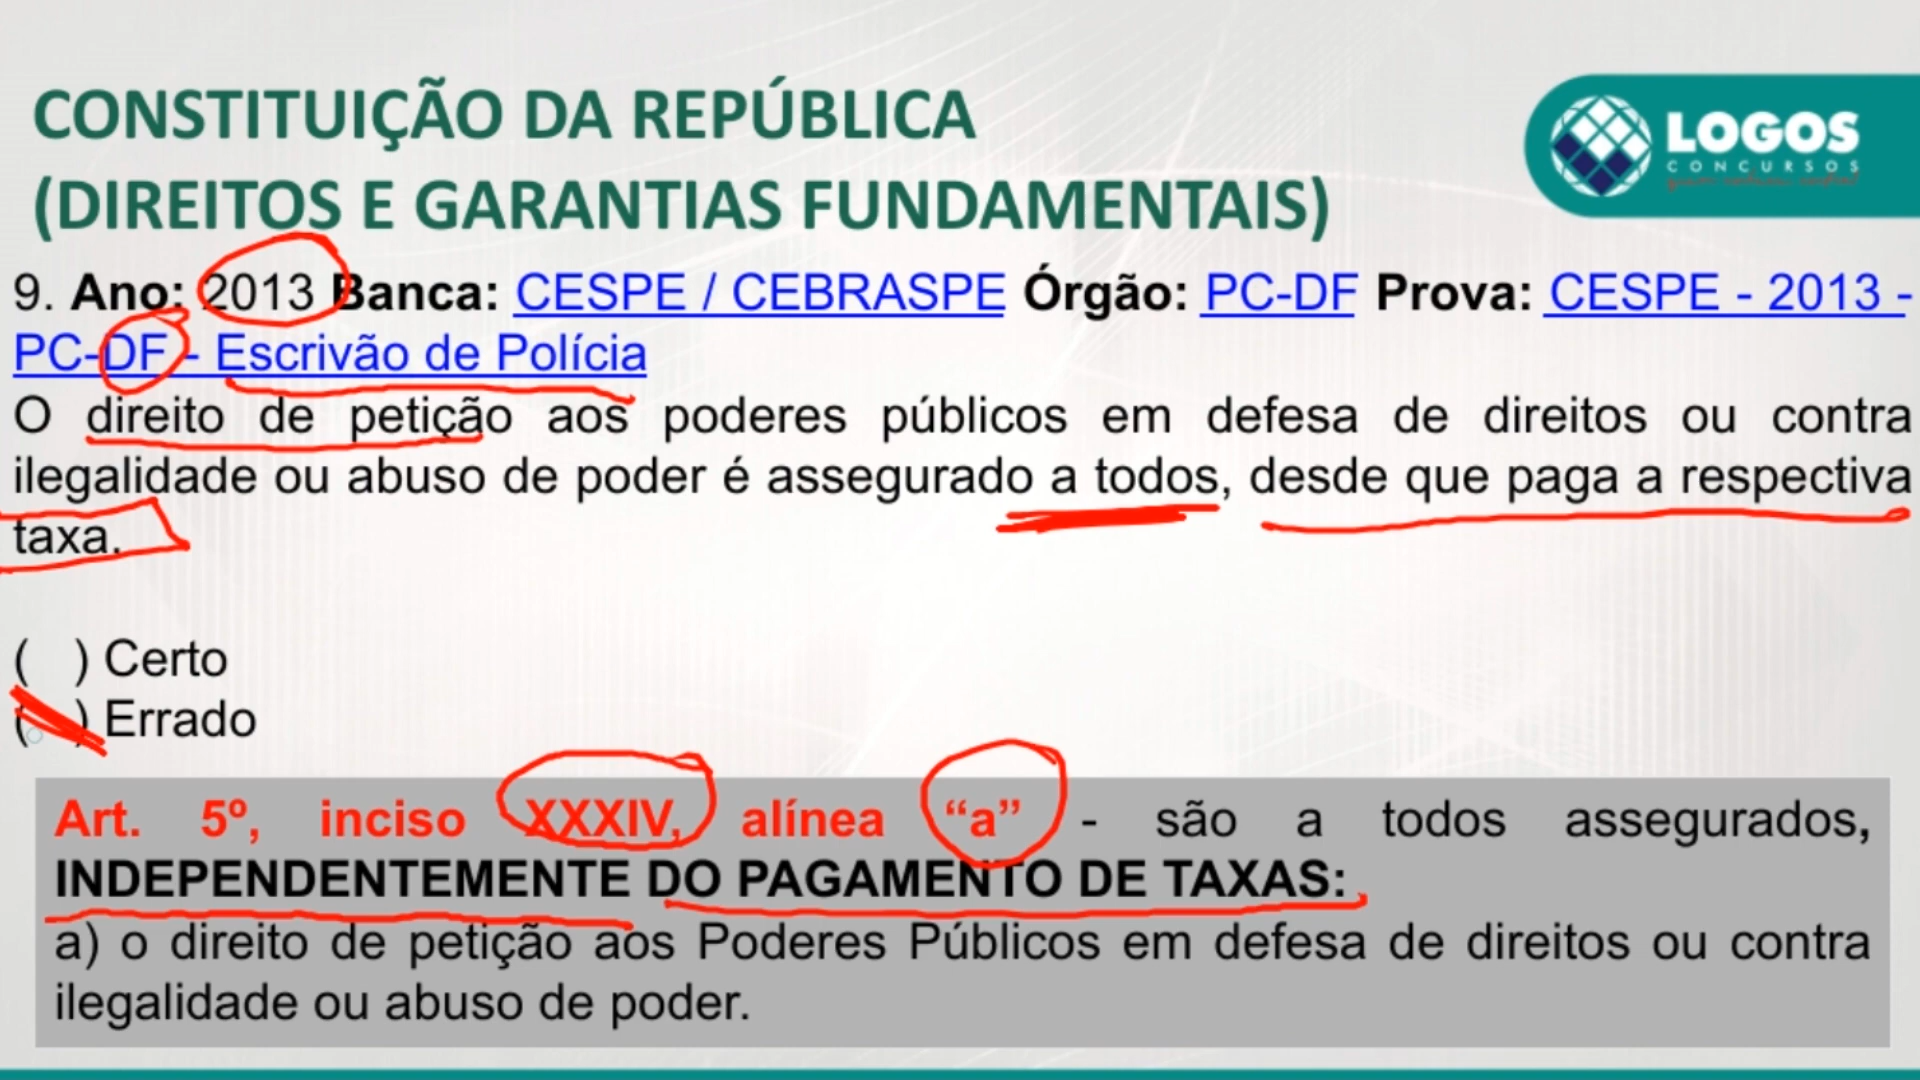 CONSTITUIÇÃO DA REPÚBLICA
(DIREITOS E GARANTIAS FUNDAMENTAIS)
LOGOS
CONCURSOS
9. Ano: 2013 Banca: CESPE / CEBRASPE Órgão: PC-DF Prova: CESPE - 2013 -
PC-DF - Escrivão de Polícia
O direito de petição aos poderes públicos em defesa de direitos ou contra
ilegalidade ou abuso de poder é assegurado a todos, desde que paga a respectiva
taxa.
( ) Certo
( ) Errado
Art. 5º, inciso XXXIV, alínea “a” - são a todos assegurados,
INDEPENDENTEMENTE DO PAGAMENTO DE TAXAS:
a) o direito de petição aos Poderes Públicos em defesa de direitos ou contra
ilegalidade ou abuso de poder.